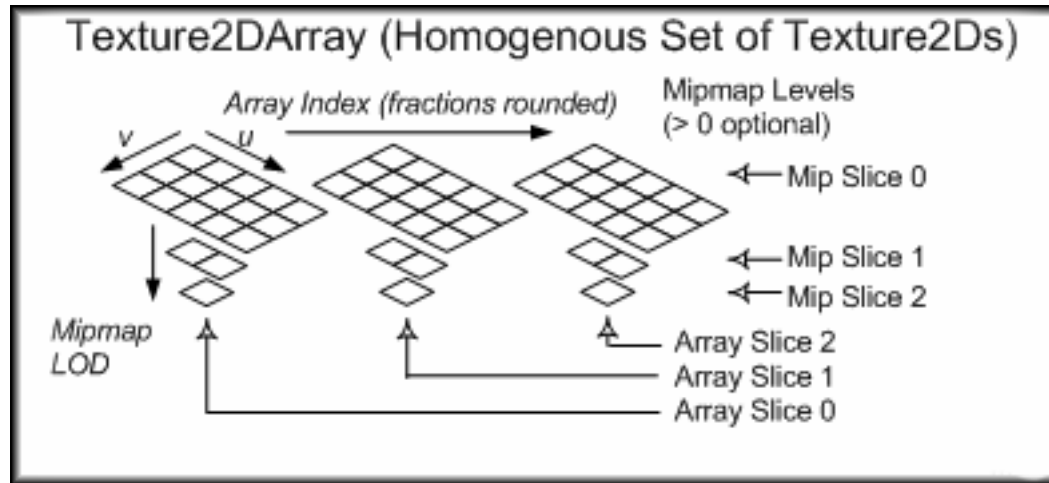 Texture2DArray (Homogenous Set of Texture2Ds)
Array Index (fractions rounded)
Mipmap Levels
(> 0 optional)
v
u
Mip Slice 0
Mip Slice 1
Mip Slice 2
Mipmap
LOD
Array Slice 2
Array Slice 1
Array Slice 0